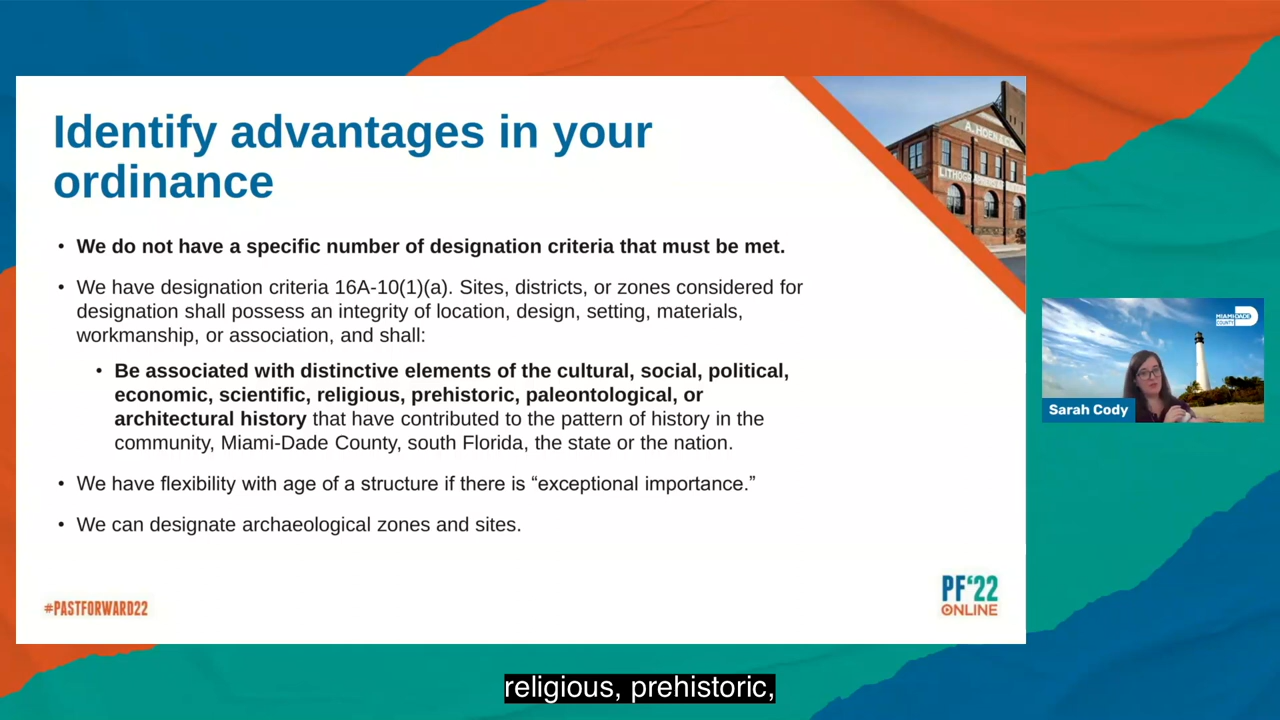 Identify advantages in your
ordinance
• We do not have a specific number of designation criteria that must be met.
• We have designation criteria 16A-10(1)(a). Sites, districts, or zones considered for
designation shall possess an integrity of location, design, setting, materials,
workmanship, or association, and shall:
• Be associated with distinctive elements of the cultural, social, political,
economic, scientific, religious, prehistoric, paleontological, or
architectural history that have contributed to the pattern of history in the
community, Miami-Dade County, south Florida, the state or the nation.
• We have flexibility with age of a structure if there is “exceptional importance.”
• We can designate archaeological zones and sites.
#PASTFORWARD22
PF‘22
ONLINE
MIAMI-DADE
COUNTY
Sarah Cody
religious, prehistoric,